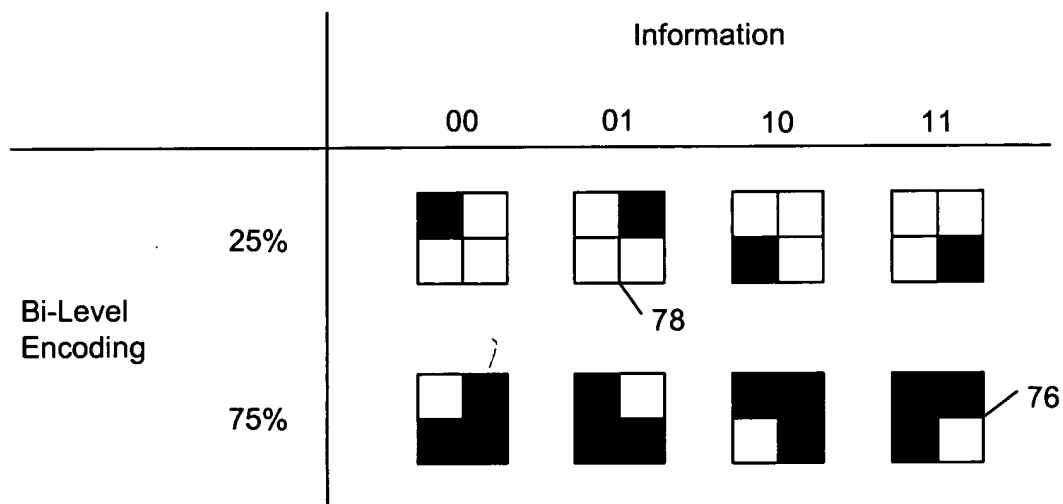 Information
00 01 10 11
25%
78
Bi-Level
Encoding
75%
76